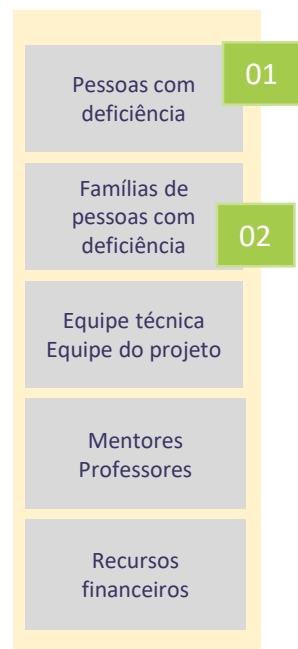 Pessoas com
deficiência
01
Famílias de
pessoas com
deficiência
02
Equipe técnica
Equipe do projeto
Mentores
Professores
Recursos
financeiros